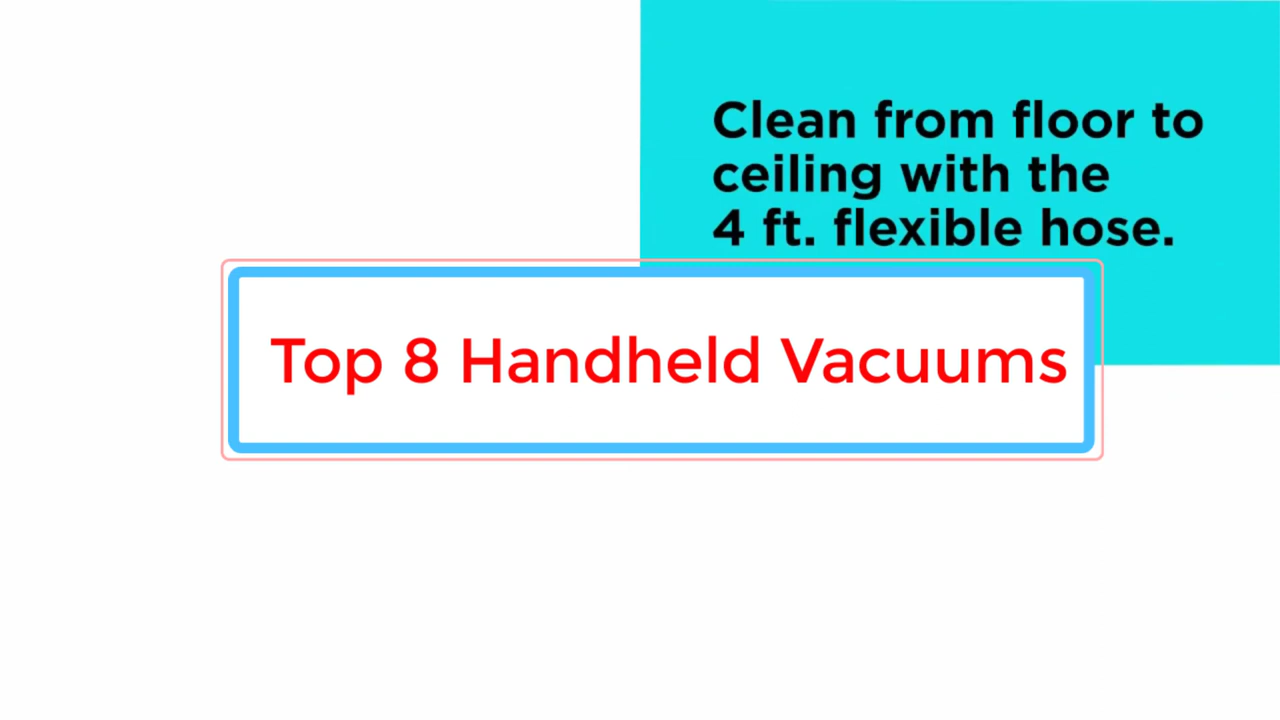 Clean from floor to
ceiling with the
4 ft. flexible hose.
Top 8 Handheld Vacuums